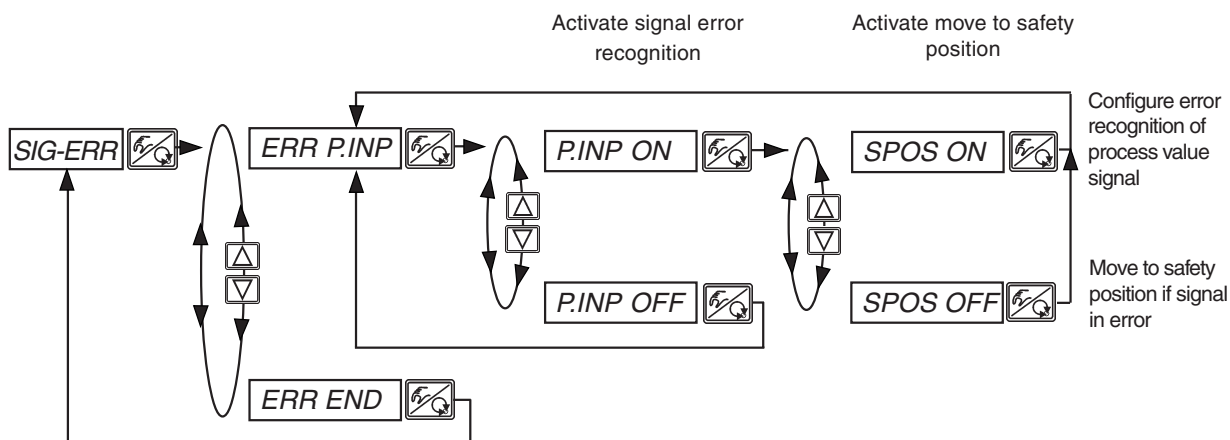 Activate signal error
recognition
Activate move to safety
position
SIG-ERR
ERR P.INP
P.INP ON
SPOS ON
Configure error
recognition of
process value
signal
P.INP OFF
SPOS OFF
Move to safety
position if signal
in error
ERR END